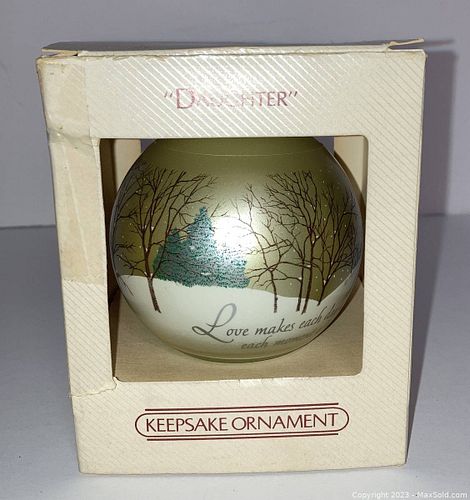 "DAUGHTER"
Love makes each
each
KEEPSAKE ORNAMENT
Copyright 2023 - MaxSold.com